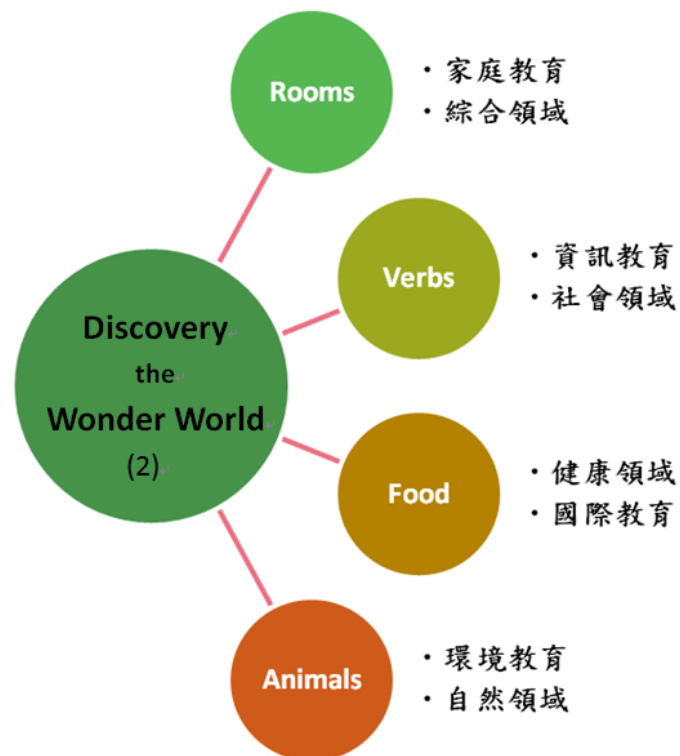 Rooms
・家庭教育
・綜合領域
Verbs
・資訊教育
・社會領域
Discovery
the
Wonder World
(2)
Food
・健康領域
・國際教育
Animals
・環境教育
・自然領域